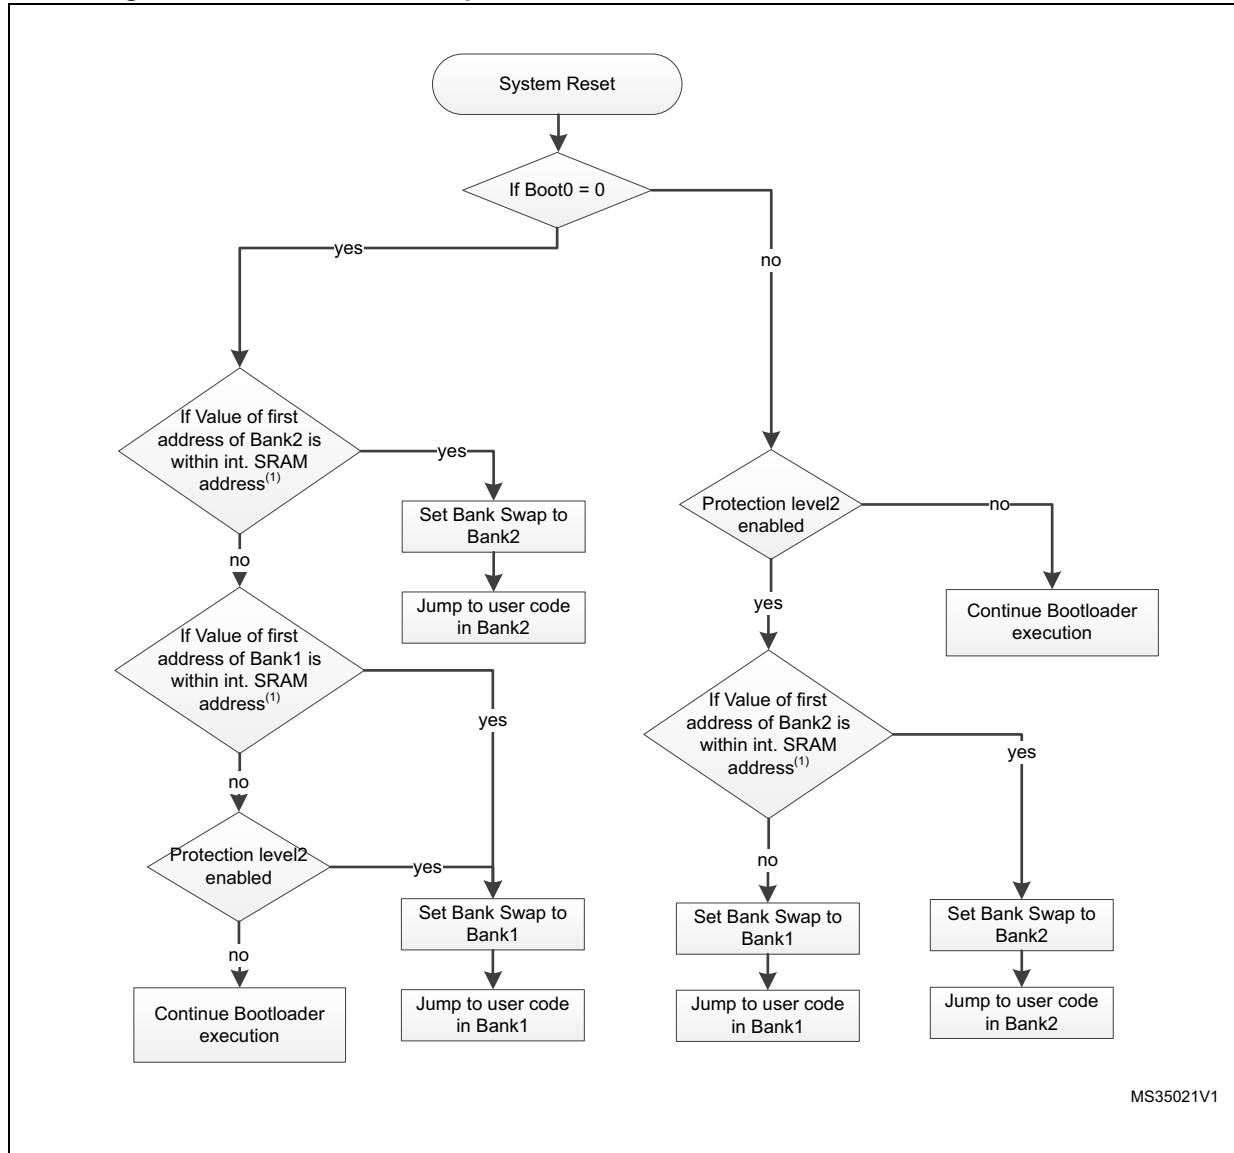 System Reset
If Boot0 = 0
yes
no
If Value of first
address of Bank2 is
within int. SRAM
address(1)
yes
Set Bank Swap to
Bank2
Jump to user code
in Bank2
no
If Value of first
address of Bank1 is
within int. SRAM
address(1)
yes
no
Protection level2
enabled
yes
Set Bank Swap to
Bank1
Jump to user code
in Bank1
no
Continue Bootloader
execution
Protection level2
enabled
no
Continue Bootloader
execution
yes
If Value of first
address of Bank2 is
within int. SRAM
address(1)
yes
no
Set Bank Swap to
Bank1
Jump to user code
in Bank1
Set Bank Swap to
Bank2
Jump to user code
in Bank2
MS35021V1